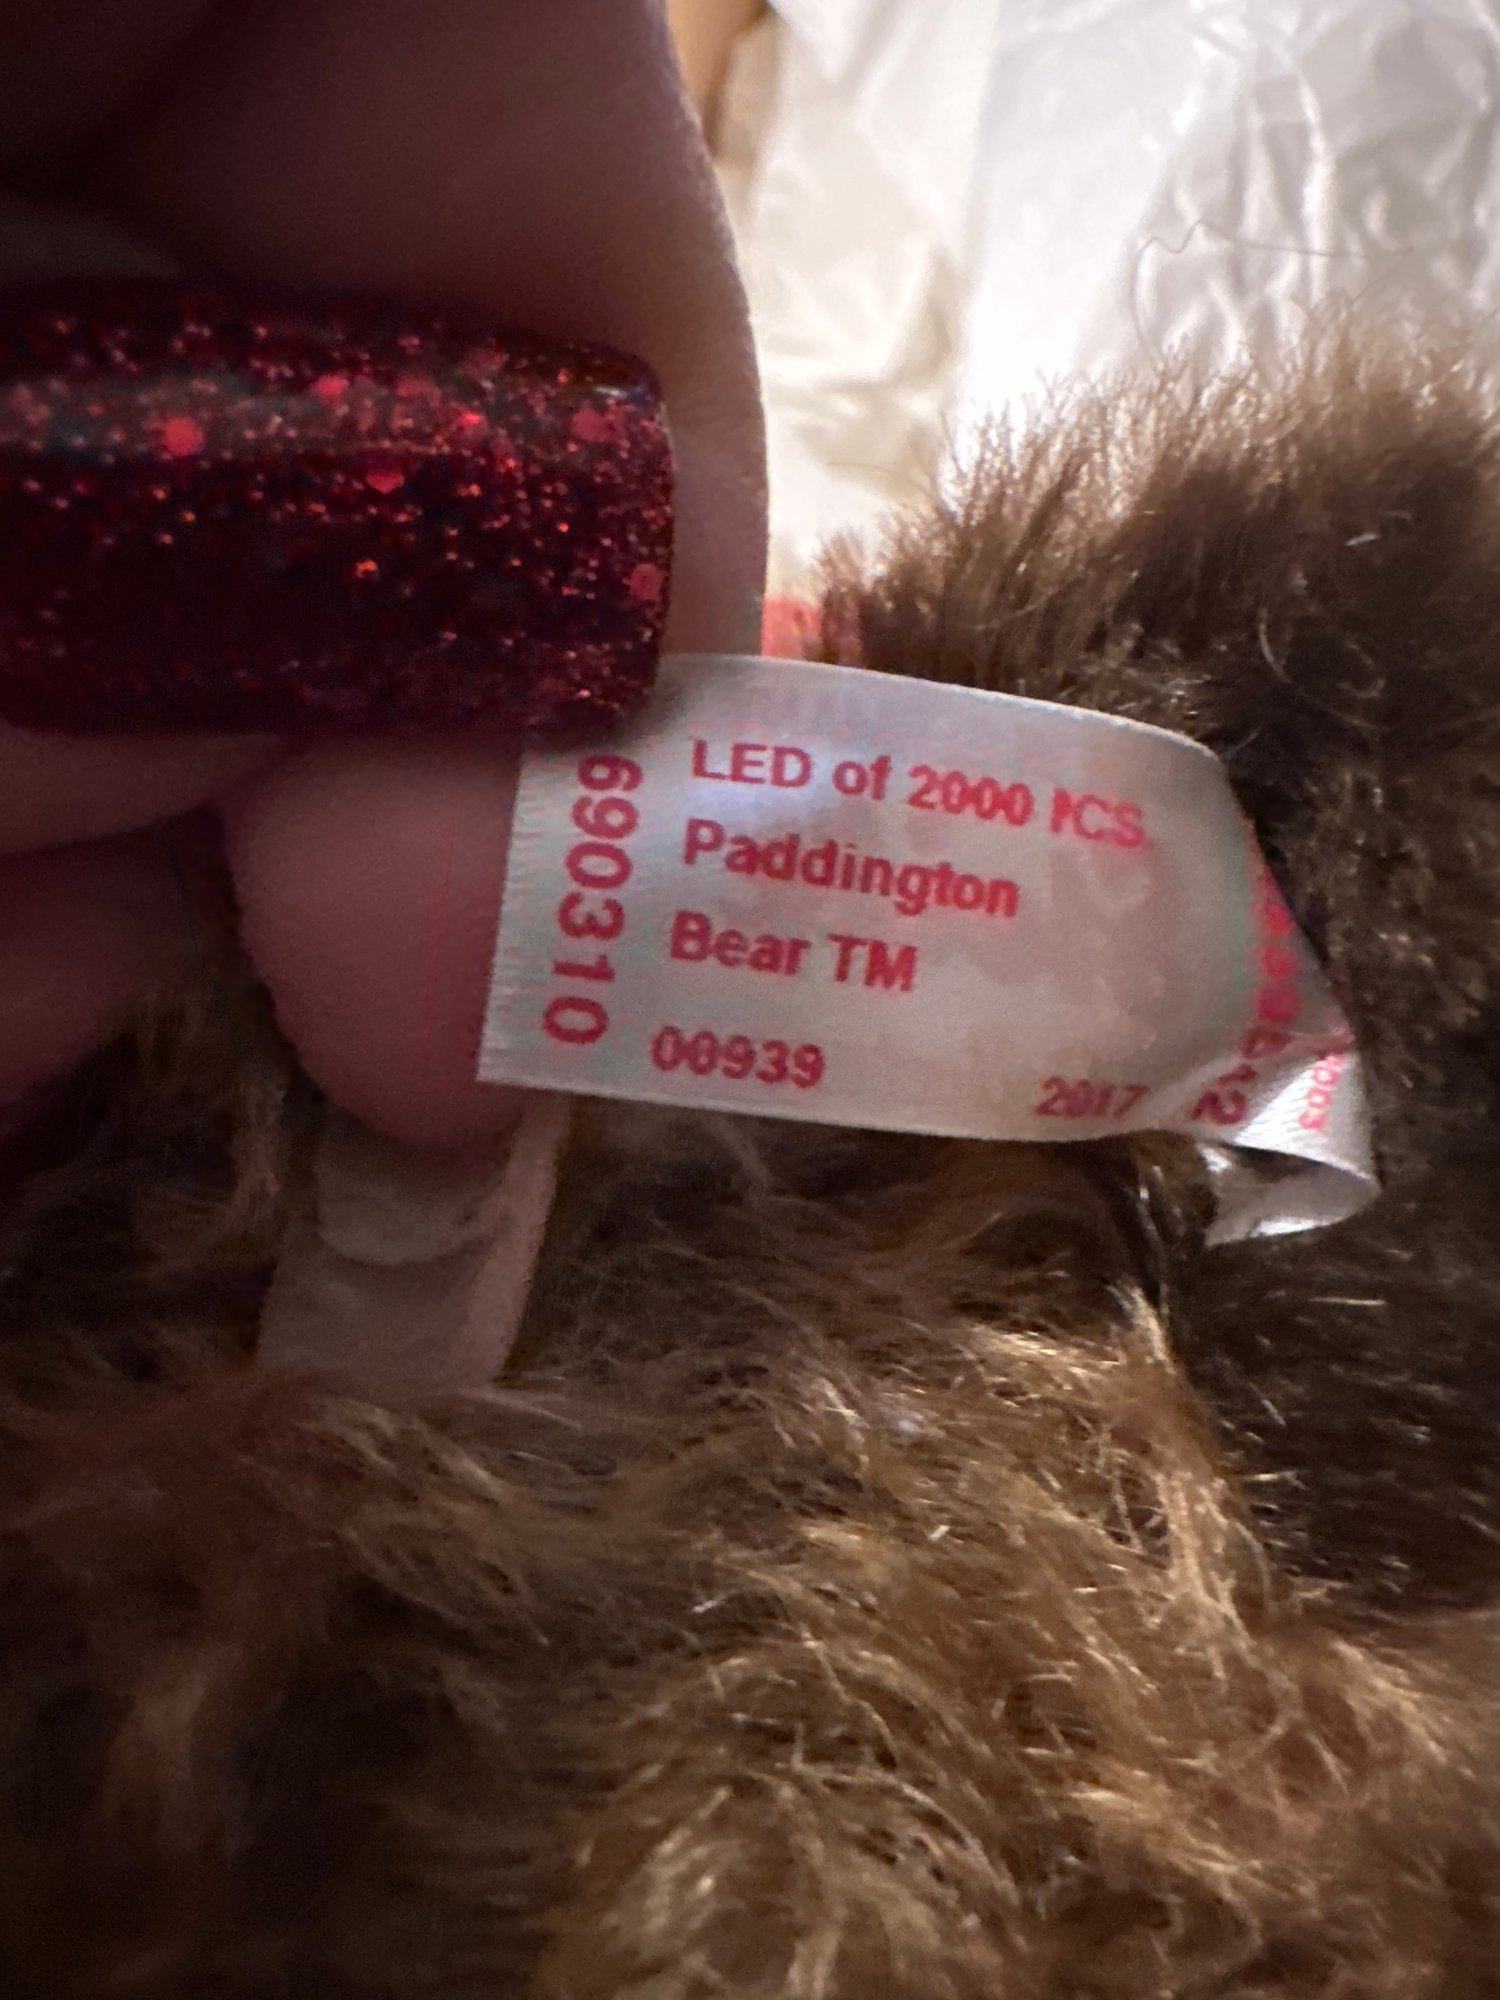 LED of 2000 PCS.
Paddington
Bear TM
00939
2017
690310